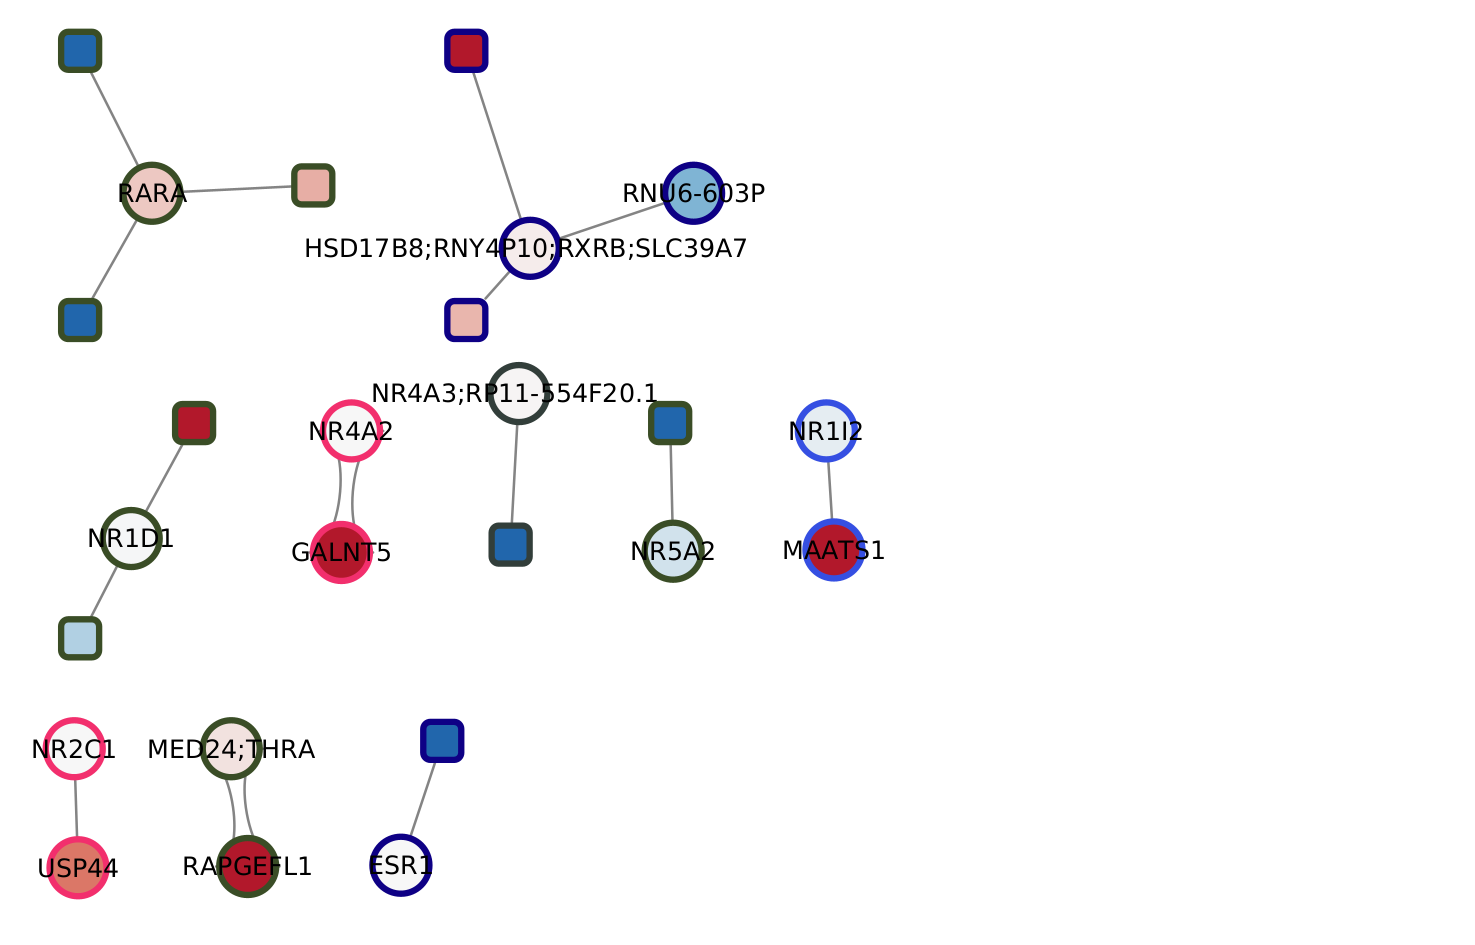 RARA
RNU6-603P
HSD17B8;RNY4P10;RXRB;SLC39A7
NR4A3;RP11-554F20.1
NR4A2
NR1I2
NR1D1
GALNT5
NR5A2
MAATS1
NR2C1
MED24;THRA
USP44
RAPGEFL1
ESR1